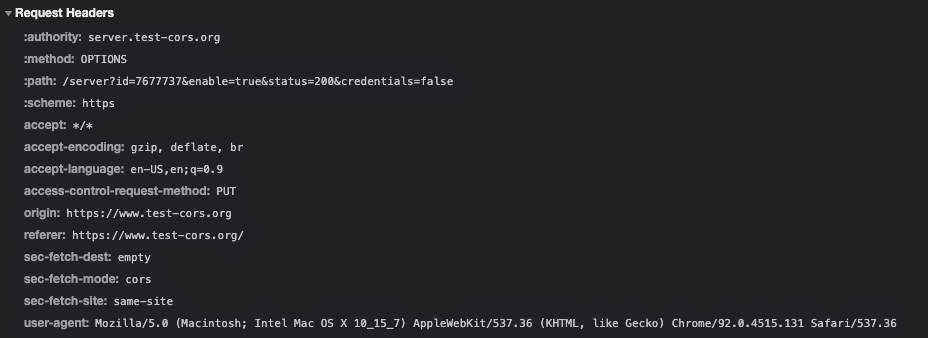 Request Headers
:authority: server.test-cors.org
:method: OPTIONS
:path: /server?id=7677737&enable=true&status=200&credentials=false
:scheme: https
accept: */*
accept-encoding: gzip, deflate, br
accept-language: en-US,en;q=0.9
access-control-request-method: PUT
origin: https://www.test-cors.org
referer: https://www.test-cors.org/
sec-fetch-dest: empty
sec-fetch-mode: cors
sec-fetch-site: same-site
user-agent: Mozilla/5.0 (Macintosh; Intel Mac OS X 10_15_7) AppleWebKit/537.36 (KHTML, like Gecko) Chrome/92.0.4515.131 Safari/537.36